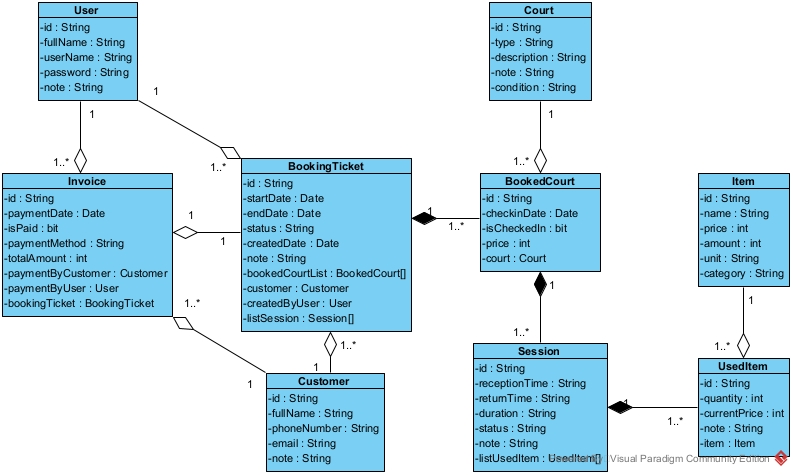 User
-id : String
-fullName : String
-userName : String
-password : String
-note : String
Court
-id : String
-type : String
-description : String
-note : String
-condition : String
1
1
1
1..*
1..*
1..*
Invoice
-id : String
-paymentDate : Date
-isPaid : bit
-paymentMethod : String
-totalAmount : int
-paymentByCustomer : Customer
-paymentByUser : User
-bookingTicket : BookingTicket
1
1
1..*
BookingTicket
-id : String
-startDate : Date
-endDate : Date
-status : String
-createdDate : Date
-note : String
-bookedCourtList : BookedCourt[]
-customer : Customer
-createdByUser : User
-listSession : Session[]
1
1..*
BookedCourt
-id : String
-checkinDate : Date
-isCheckedIn : bit
-price : int
-court : Court
Item
-id : String
-name : String
-price : int
-amount : int
-unit : String
-category : String
1
1
1..*
1..*
1..*
1
1
Customer
-id : String
-fullName : String
-phoneNumber : String
-email : String
-note : String
Session
-id : String
-receptionTime : String
-returnTime : String
-duration : String
-status : String
-note : String
-listUsedItem : UsedItem[]
1
1..*
UsedItem
-id : String
-quantity : int
-currentPrice : int
-note : String
-item : Item
Visual Paradigm Community Edition